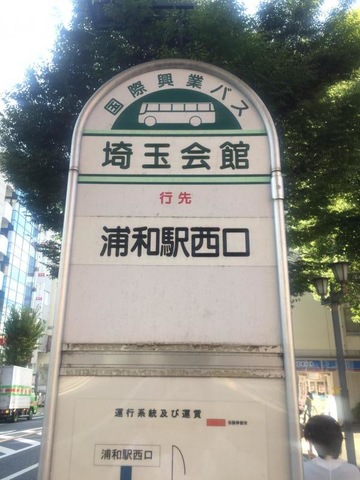 国際興業バス
埼玉会館
行先
浦和駅西口
運行系統及び運賃
浦和駅西口